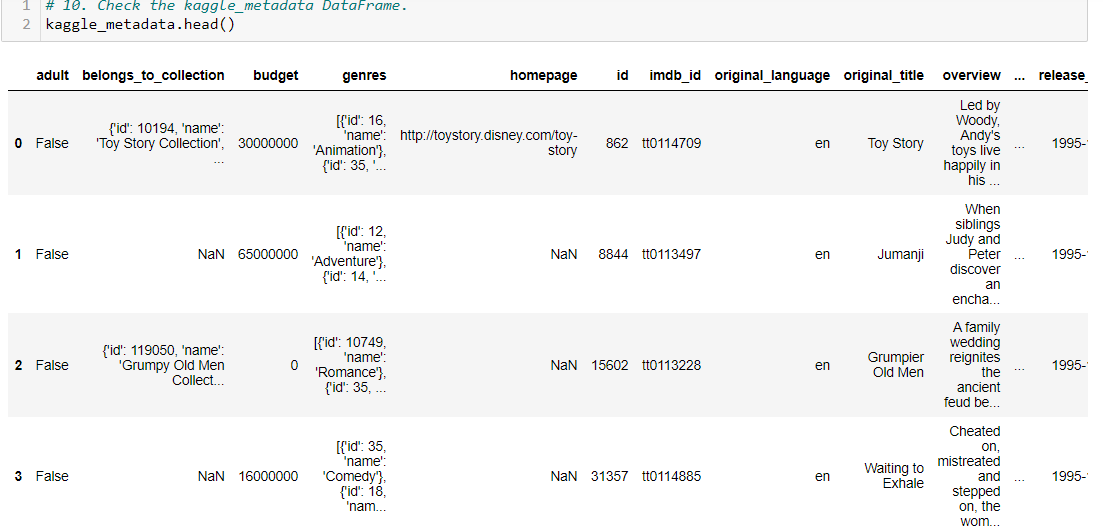 1 # 10. Check the kaggle_metadata DataFrame.
2 kaggle_metadata.head()
adult belongs_to_collection budget genres homepage id imdb_id original_language original_title overview ... release_
0 False {'id': 10194, 'name': 'Toy Story Collection', ... 30000000 [{'id': 16, 'name': 'Animation'}, {'id': 35, '... http://toystory.disney.com/toy-story 862 tt0114709 en Toy Story Led by Woody, Andy's toys live happily in his ... ... 1995-
1 False NaN 65000000 [{'id': 12, 'name': 'Adventure'}, {'id': 14, '... NaN 8844 tt0113497 en Jumanji When siblings Judy and Peter discover an encha... ... 1995-
2 False {'id': 119050, 'name': 'Grumpy Old Men Collect... 0 [{'id': 10749, 'name': 'Romance'}, {'id': 35, ... NaN 15602 tt0113228 en Grumpier Old Men A family wedding reignites the ancient feud be... ... 1995-
3 False NaN 16000000 [{'id': 35, 'name': 'Comedy'}, {'id': 18, 'nam... NaN 31357 tt0114885 en Waiting to Exhale Cheated on, mistreated and stepped on, the wom... ... 1995-